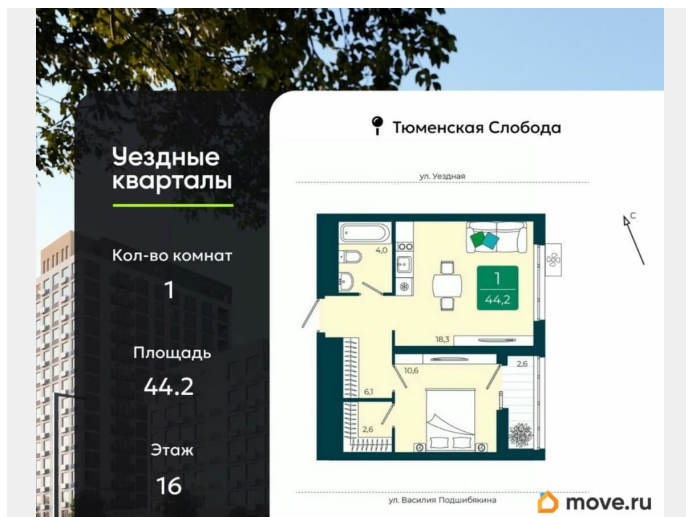 Уездные
кварталы
Кол-во комнат
1
Площадь
44.2
Этаж
16
Тюменская Слобода
ул. Уездная
С
4,0
1
44,2
18,3
10,6
2,6
6,1
2,6
ул. Василия Подшибякина
move.ru